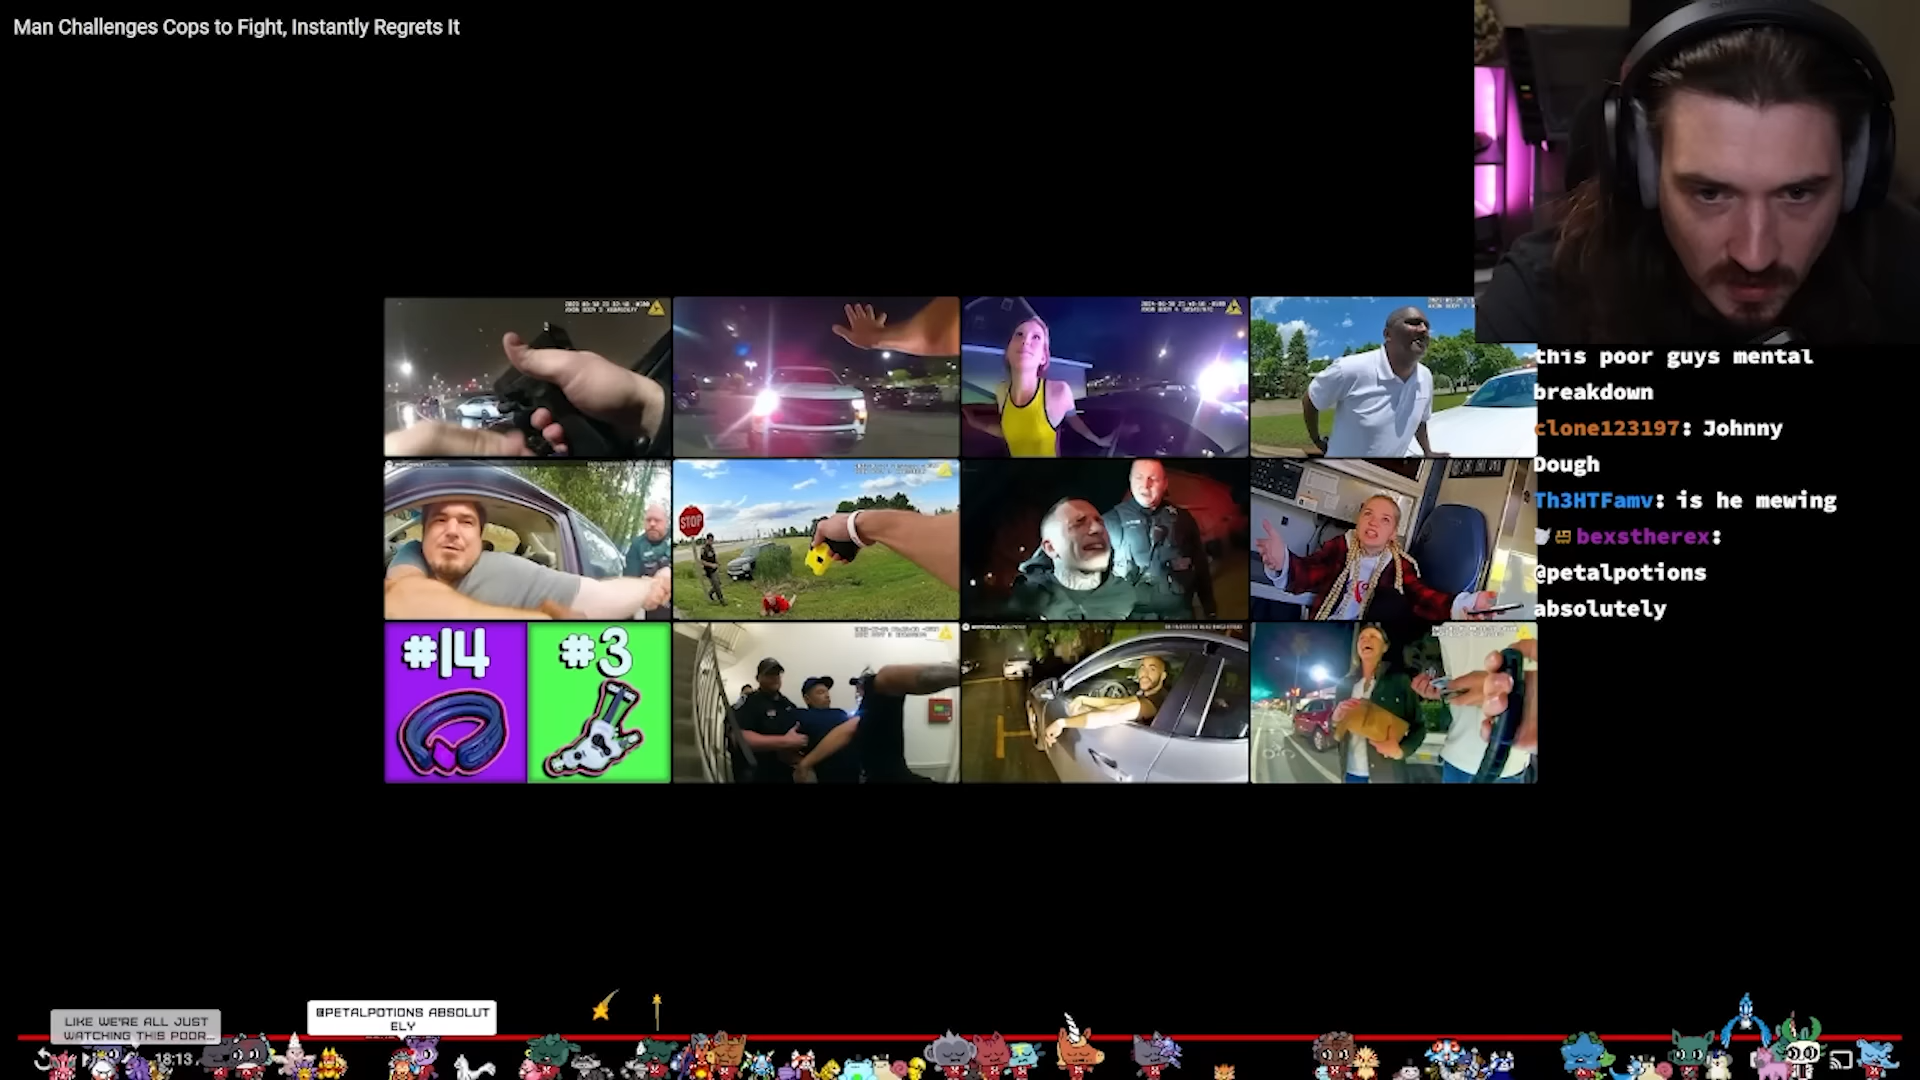 Man Challenges Cops to Fight, Instantly Regrets It
this poor guys mental
breakdown
clone123197: Johnny
Dough
Th3HTFamv: is he mewing
bexstherex:
@petalpotions
absolutely
STOP
#14
#3
@PETALPOTIONS ABSOLUT
ELY
LIKE WE'RE ALL JUST
WATCHING THIS POOR...
18:13